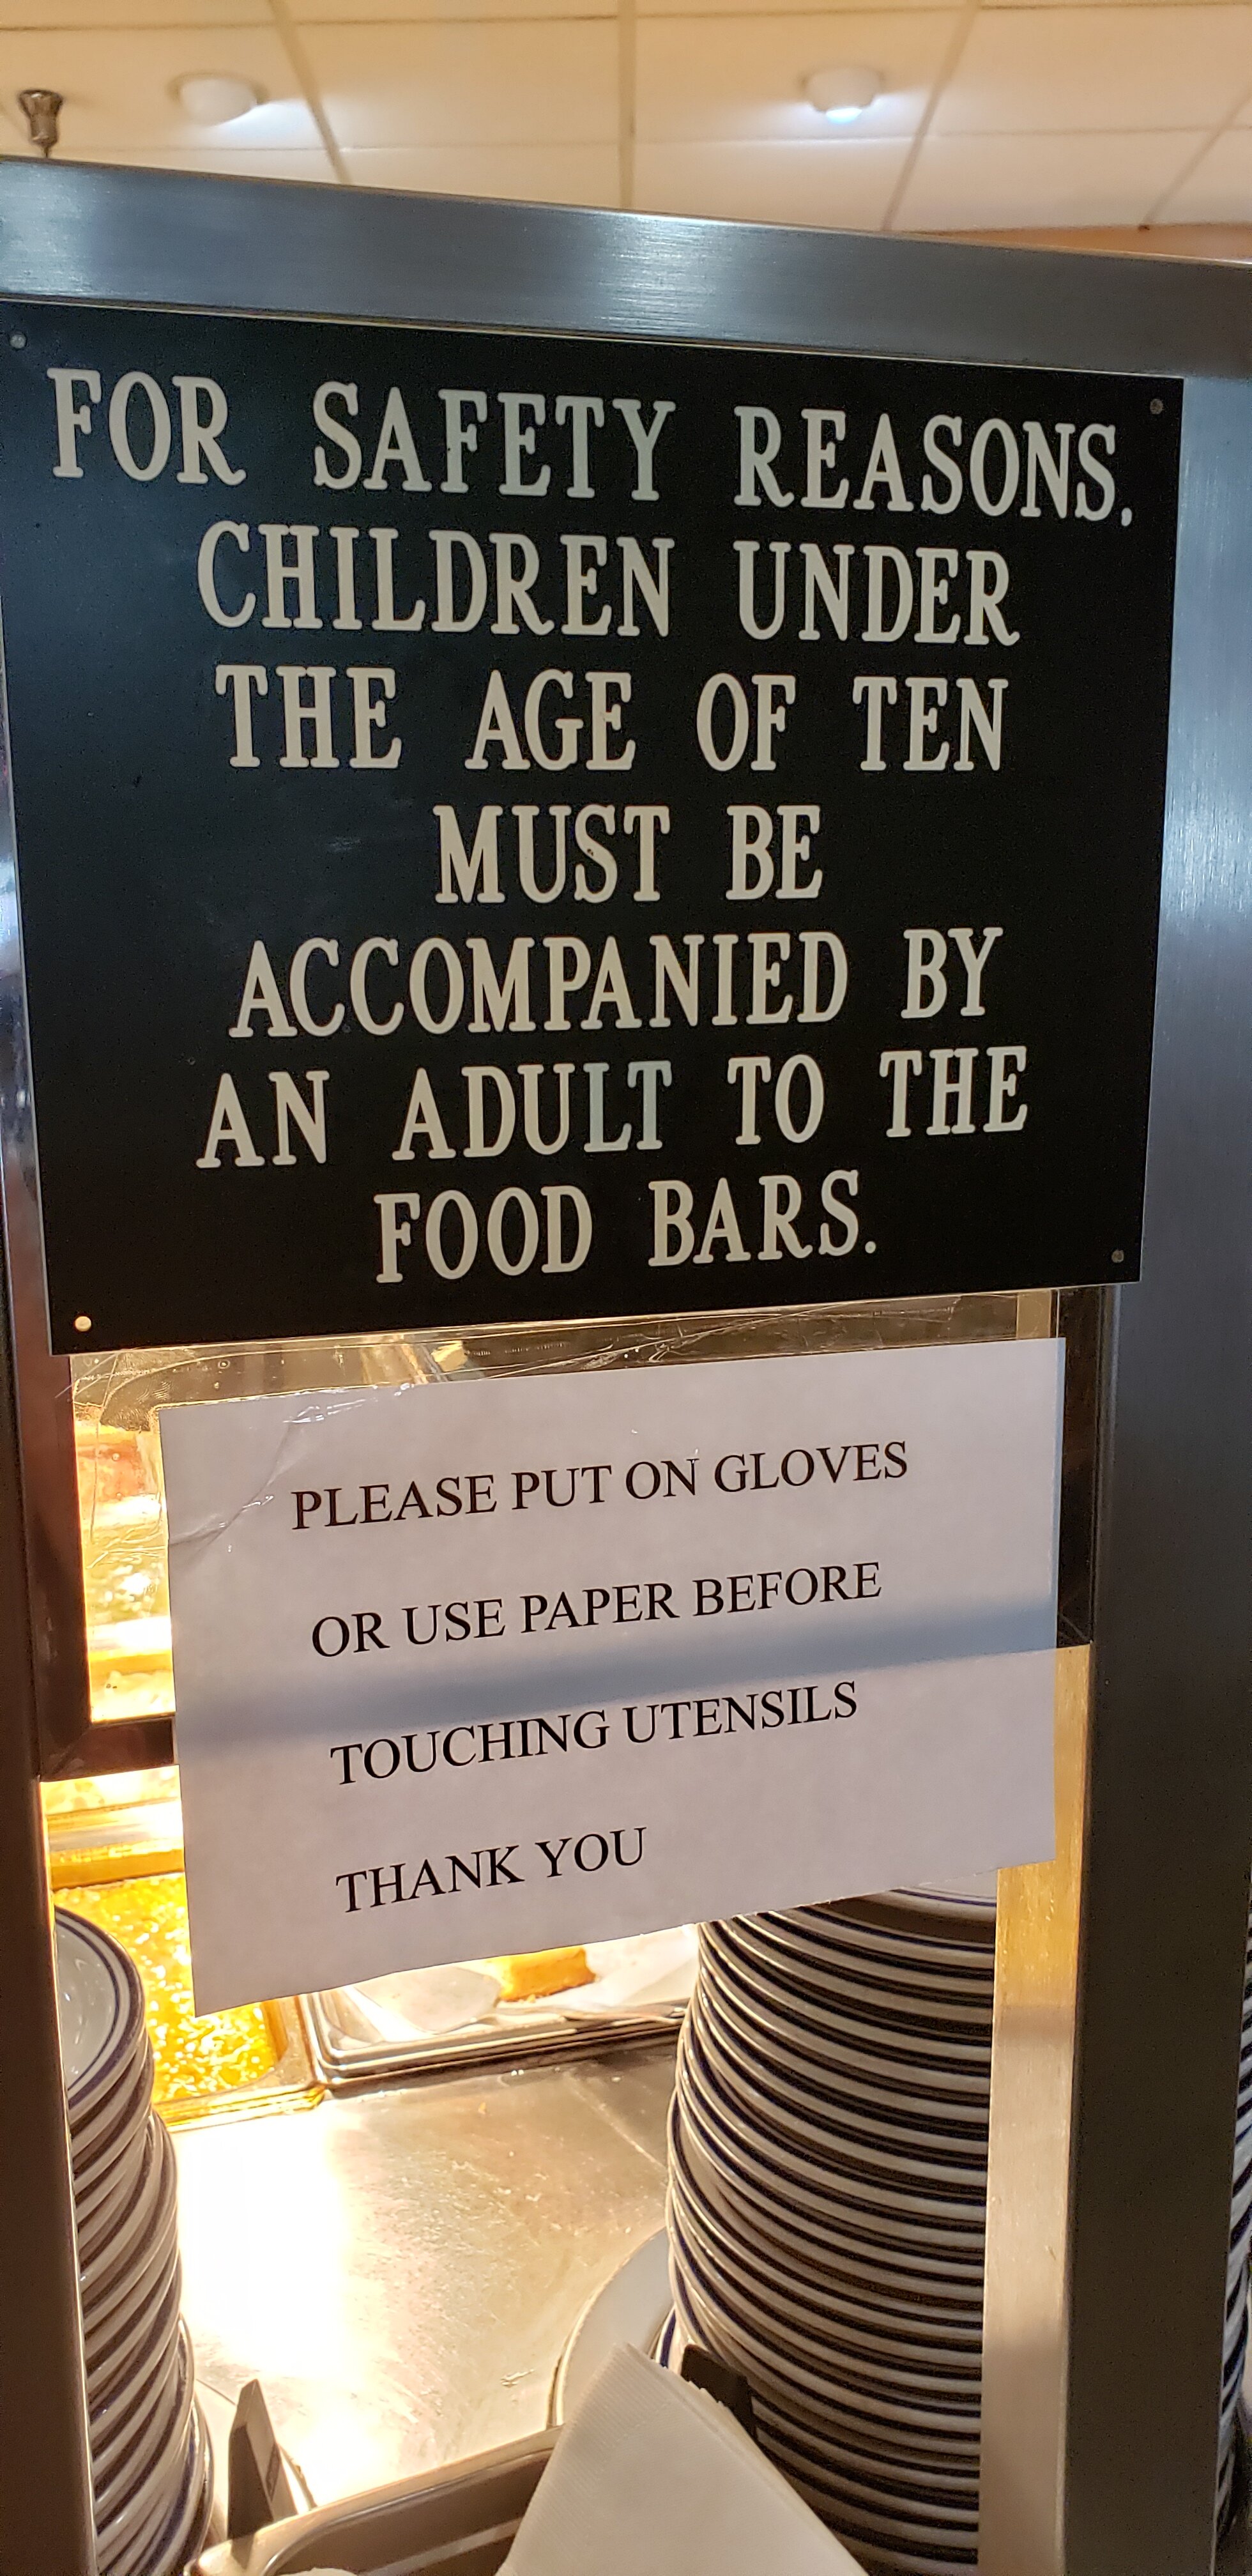 FOR SAFETY REASONS,
CHILDREN UNDER
THE AGE OF TEN
MUST BE
ACCOMPANIED BY
AN ADULT TO THE
FOOD BARS.
PLEASE PUT ON GLOVES
OR USE PAPER BEFORE
TOUCHING UTENSILS
THANK YOU